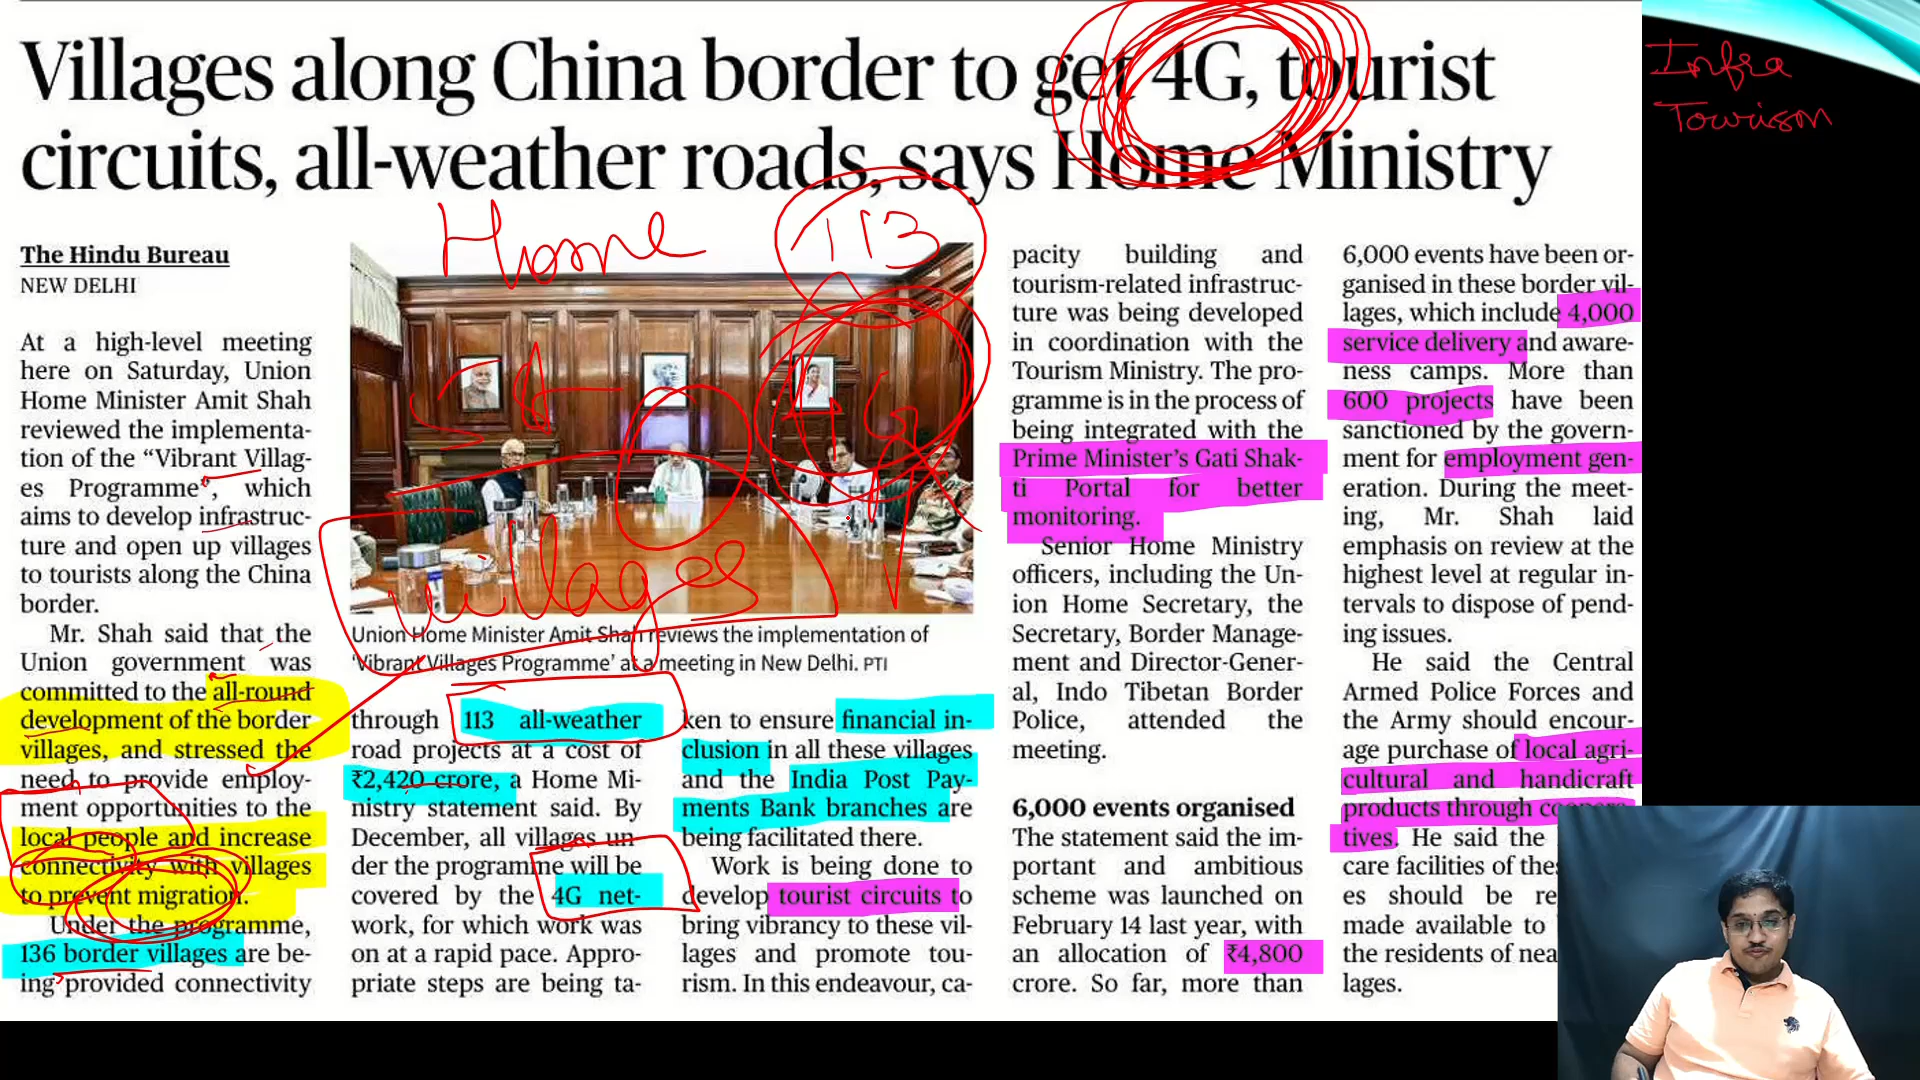 Villages along China border to get 4G, tourist
circuits, all-weather roads, says Home Ministry
The Hindu Bureau
NEW DELHI
At a high-level meeting
here on Saturday, Union
Home Minister Amit Shah
reviewed the implementa-
tion of the “Vibrant Villag-
es Programme”, which
aims to develop infrastruc-
ture and open up villages
to tourists along the China
border.
Mr. Shah said that the
Union government was
committed to the all-round
development of the border
villages, and stressed the
need to provide employ-
ment opportunities to the
local people and increase
connectivity with villages
to prevent migration.
Under the programme,
136 border villages are be-
ing provided connectivity
Home
113
4G
villages
Union Home Minister Amit Shah reviews the implementation of
‘Vibrant Villages Programme’ at a meeting in New Delhi. PTI
through 113 all-weather
road projects at a cost of
₹2,420 crore, a Home Mi-
nistry statement said. By
December, all villages un-
der the programme will be
covered by the 4G net-
work, for which work was
on at a rapid pace. Appro-
priate steps are being ta-
ken to ensure financial in-
clusion in all these villages
and the India Post Pay-
ments Bank branches are
being facilitated there.
Work is being done to
develop tourist circuits to
bring vibrancy to these vil-
lages and promote tou-
rism. In this endeavour, ca-
pacity building and
tourism-related infrastruc-
ture was being developed
in coordination with the
Tourism Ministry. The pro-
gramme is in the process of
being integrated with the
Prime Minister’s Gati Shak-
ti Portal for better
monitoring.
Senior Home Ministry
officers, including the Un-
ion Home Secretary, the
Secretary, Border Manage-
ment and Director-Gener-
al, Indo Tibetan Border
Police, attended the
meeting.
6,000 events organised
The statement said the im-
portant and ambitious
scheme was launched on
February 14 last year, with
an allocation of ₹4,800
crore. So far, more than
6,000 events have been or-
ganised in these border vil-
lages, which include 4,000
service delivery and aware-
ness camps. More than
600 projects have been
sanctioned by the govern-
ment for employment gen-
eration. During the meet-
ing, Mr. Shah laid
emphasis on review at the
highest level at regular in-
tervals to dispose of pend-
ing issues.
He said the Central
Armed Police Forces and
the Army should encour-
age purchase of local agri-
cultural and handicraft
products through coopera-
tives. He said the
care facilities of
es should be
made available to
the residents of
lages.
Infra
Tourism